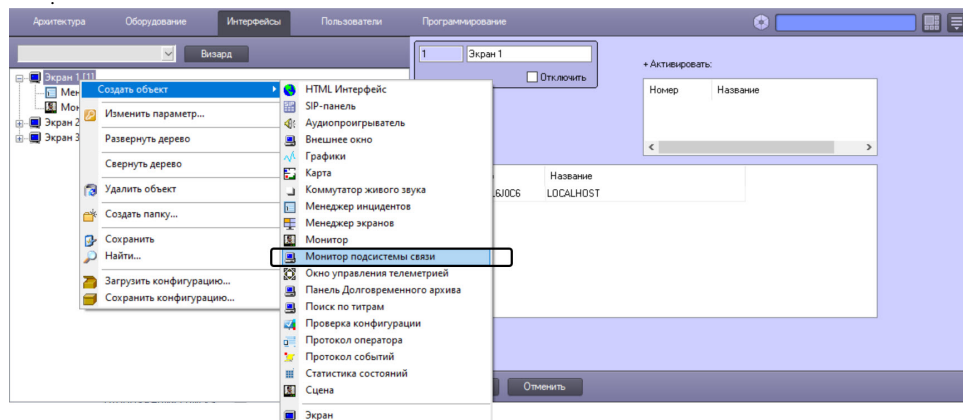 Архитектура Оборудование Интерфейсы Пользователи Программирование
Визард
1 Экран 1
Отключить
+ Активировать:
Номер Название
Экран 1 [1]
Экран 2
Экран 3
Создать объект
Изменить параметр...
Развернуть дерево
Свернуть дерево
Удалить объект
Создать папку...
Сохранить
Найти...
Загрузить конфигурацию...
Сохранить конфигурацию...
HTML Интерфейс
SIP-панель
Аудиопроигрыватель
Внешнее окно
Графики
Карта
Коммутатор живого звука
Менеджер инцидентов
Менеджер экранов
Монитор
Монитор подсистемы связи
Окно управления телеметрией
Панель Долговременного архива
Поиск по титрам
Проверка конфигурации
Протокол оператора
Протокол событий
Статистика состояний
Сцена
Экран
Название
LOCALHOST
Отменить